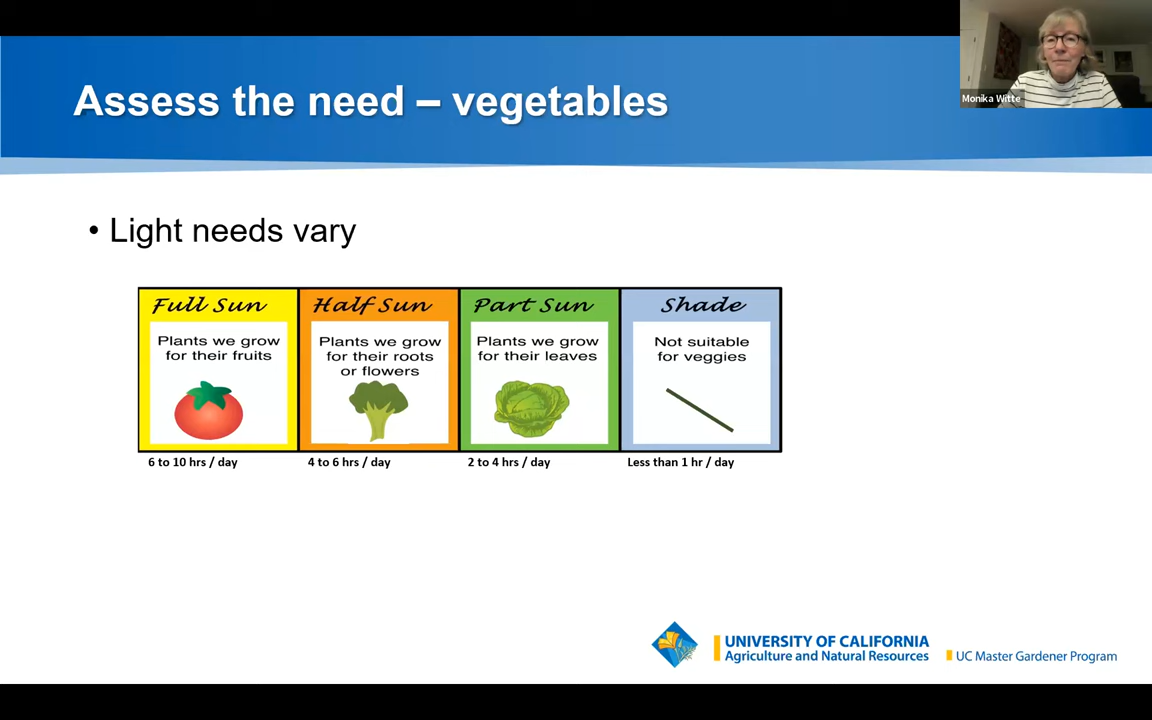 Assess the need – vegetables
Monika Witte
• Light needs vary
Full Sun
Plants we grow
for their fruits
6 to 10 hrs / day
Half Sun
Plants we grow
for their roots
or flowers
4 to 6 hrs / day
Part Sun
Plants we grow
for their leaves
2 to 4 hrs / day
Shade
Not suitable
for veggies
Less than 1 hr / day
UNIVERSITY OF CALIFORNIA
Agriculture and Natural Resources
UC Master Gardener Program